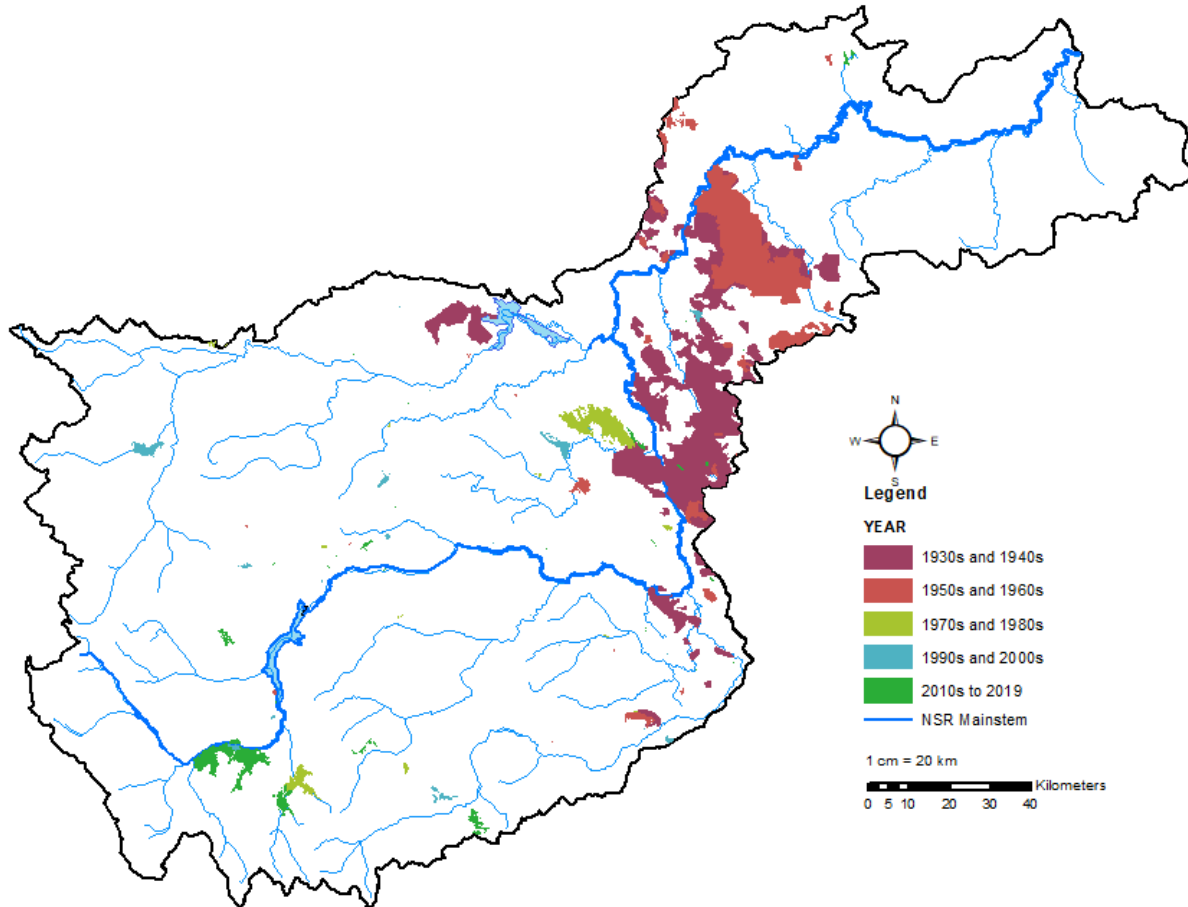 N
W E
S
Legend
YEAR
1930s and 1940s
1950s and 1960s
1970s and 1980s
1990s and 2000s
2010s to 2019
NSR Mainstem
1 cm = 20 km
Kilometers
0 5 10 20 30 40